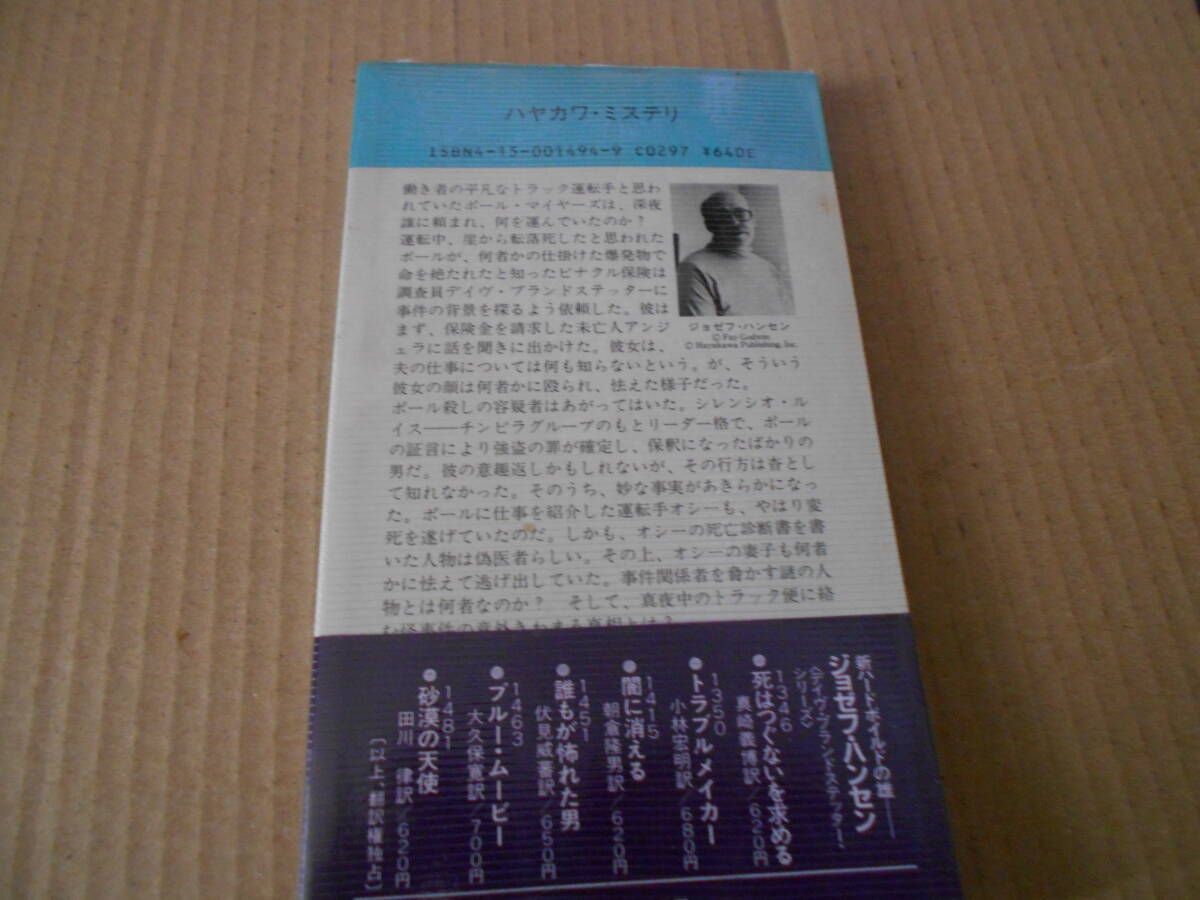 ハヤカワ・ミステリ
ISBN4-15-001494-9 C0297 ¥640E
働き者の平凡なトラック運転手と思わ
れていたポール・マイヤーズは、深夜
誰に頼まれ、何を運んでいたのか？
運転中、崖から転落死したと思われた
ポールが、何者かの仕掛けた爆発物で
命を絶たれたと知ったピナクル保険は
調査員デイヴ・ブランドステッターに
事件の背景を探るよう依頼した。彼は
まず、保険金を請求した未亡人アンジ
ェラに話を聞きに出かけた。彼女は、
夫の仕事については何も知らないという。が、そういう
彼女の顔は何者かに殴られ、怯えた様子だった。
ポール殺しの容疑者はあがってはいた。シレンシオ・ル
イス――チンピラグループのもとリーダー格で、ポール
の証言により強盗の罪が確定し、保釈になったばかりの
男だ。彼の意趣返しかもしれないが、その行方は杳とし
て知れなかった。そのうち、妙な事実があきらかになっ
た。ポールに仕事を紹介した運転手オシーも、やはり変
死を遂げていたのだ。しかも、オシーの死亡診断書を書
いた人物は偽医者らしい。その上、オシーの妻子も何者
かに怯えて逃げ出していた。事件関係者を脅かす謎の人
物とは何者なのか？　そして、真夜中のトラック便に絡
む怪事件の意外きわまる真相とは？
ジョゼフ・ハンセン
© Fay Godwin
© Hayakawa Publishing, Inc.
新ハードボイルドの雄――
ジョゼフ・ハンセン
〈デイヴ・ブランドステッター・
シリーズ〉
●死はつぐないを求める
1346 真崎義博訳／620円
●トラブルメイカー
1350 小林宏明訳／680円
●闇に消える
1415 朝倉隆男訳／620円
●誰もが怖れた男
1451 伏見威蕃訳／650円
●ブルー・ムービー
1463 大久保寛訳／700円
●砂漠の天使
1481 田川 律訳／620円
〔以上、翻訳権独占〕